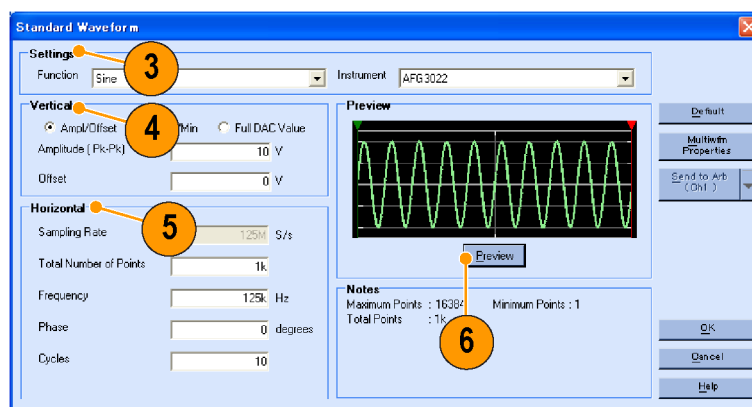 Standard Waveform
Settings
3
Function Sine
Instrument AFG3022
Vertical
4
Ampl/Offset /Min Full DAC Value
Amplitude ( Pk-Pk) 10 V
Offset 0 V
Horizontal
5
Sampling Rate 125M S/s
Total Number of Points 1k
Frequency 125k Hz
Phase 0 degrees
Cycles 10
Preview
Preview
6
Notes
Maximum Points : 16384 Minimum Points : 1
Total Points : 1k
Default
Multiwfm
Properties
Send to Arb
(Ch1 )
OK
Cancel
Help